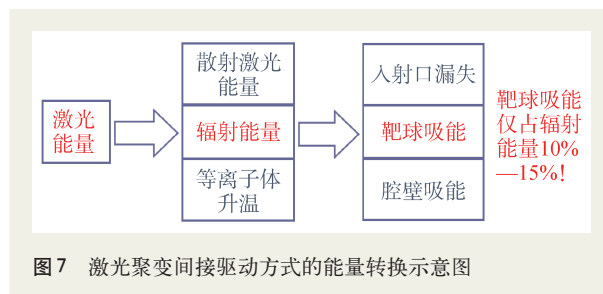 激光
能量
散射激光
能量
辐射能量
等离子体
升温
入射口漏失
靶球吸能
腔壁吸能
靶球吸能
仅占辐射
能量10%
—15%!
图7 激光聚变间接驱动方式的能量转换示意图